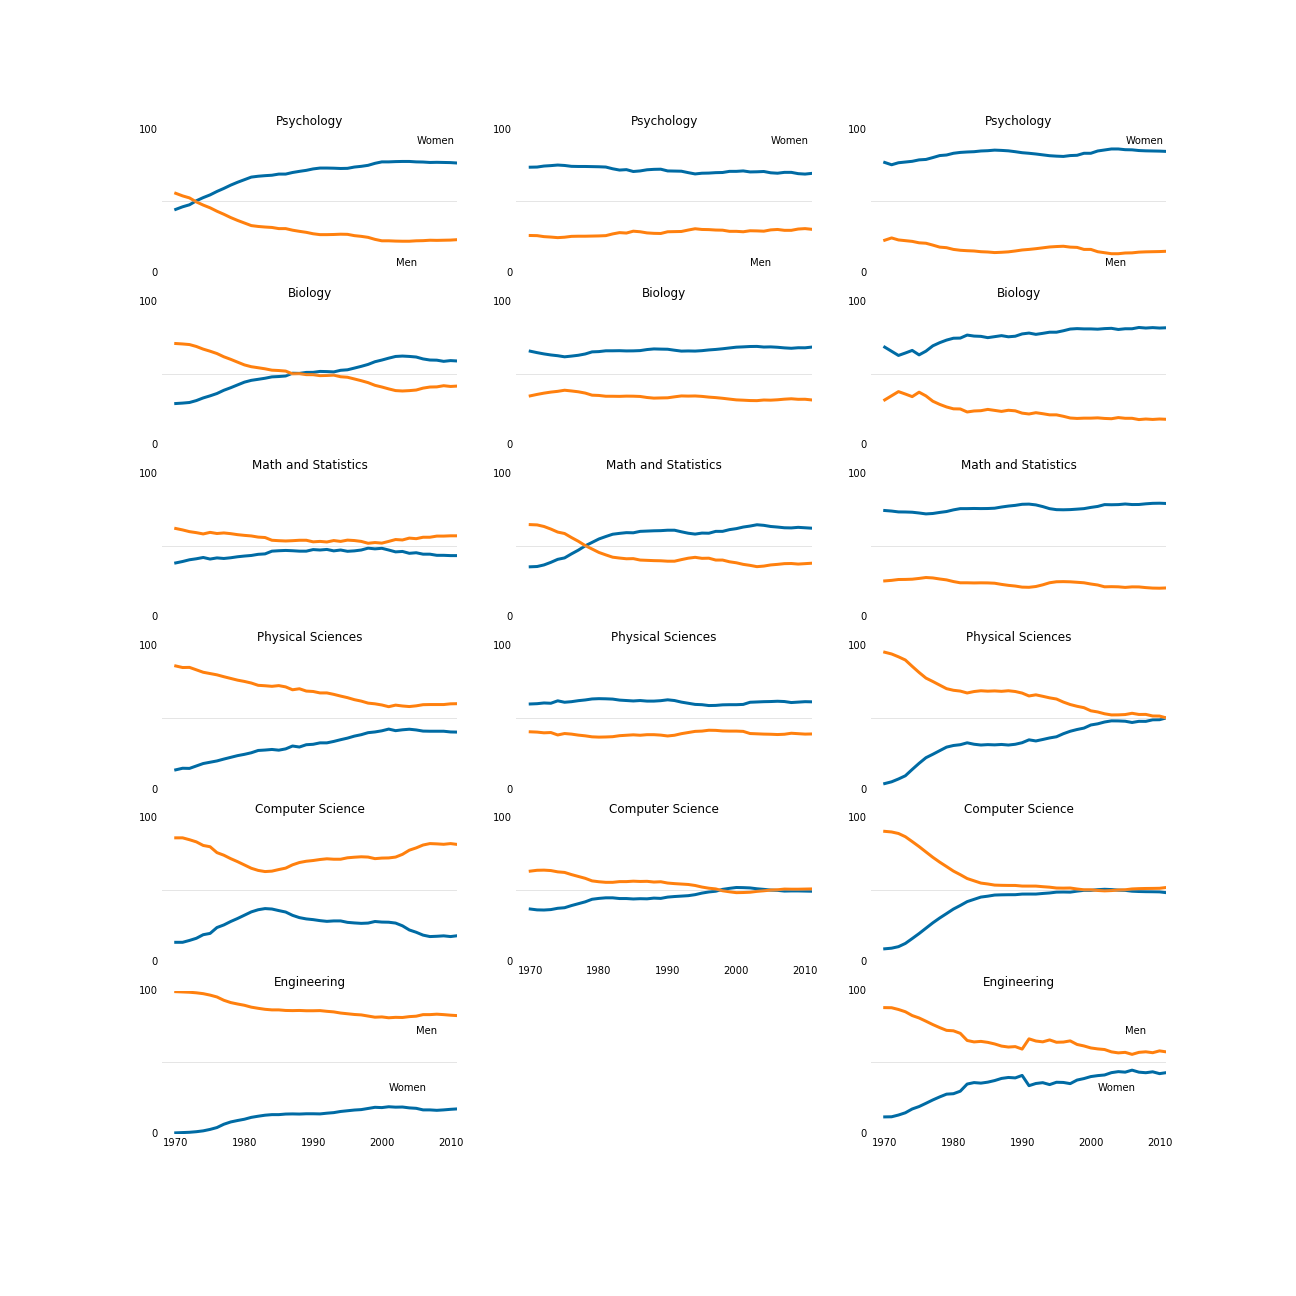 Psychology Psychology Psychology
100 100 100
Women Women Women
Men Men Men
0 0 0
Biology Biology Biology
100 100 100
0 0 0
Math and Statistics Math and Statistics Math and Statistics
100 100 100
0 0 0
Physical Sciences Physical Sciences Physical Sciences
100 100 100
0 0 0
Computer Science Computer Science Computer Science
100 100 100
0 0 0
1970 1980 1990 2000 2010
Engineering Engineering
100 100
Men Men
Women Women
0 0
1970 1980 1990 2000 2010 1970 1980 1990 2000 2010